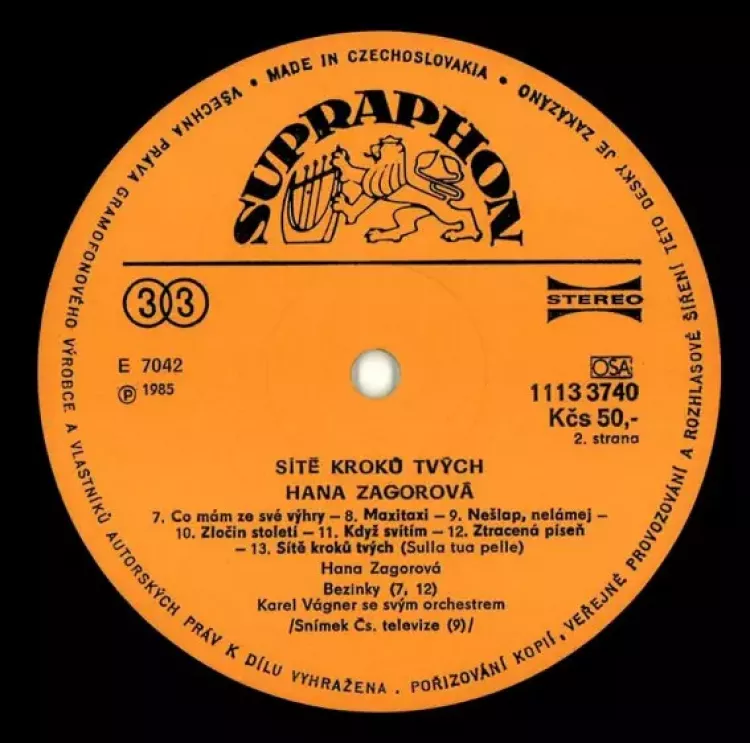 VŠECHNA PRÁVA GRAMOFONOVÉHO VÝROBCE A VLASTNÍKŮ AUTORSKÝCH PRÁV K DÍLU VYHRAŽENA . POŘIZOVÁNÍ KOPIÍ, VEŘEJNÉ PROVOZOVÁNÍ A ROZHLASOVÉ ŠÍŘENÍ TÉTO DESKY JE ZAKÁZÁNO • MADE IN CZECHOSLOVAKIA •
SUPRAPHON
33
STEREO
E 7042
Ⓟ 1985
OSA
1113 3740
Kčs 50,-
2. strana
SÍTĚ KROKŮ TVÝCH
HANA ZAGOROVÁ
7. Co mám ze své výhry – 8. Maxitaxi – 9. Nešlap, nelámej –
10. Zločin století – 11. Když svítím – 12. Ztracená píseň
– 13. Sítě kroků tvých (Sulla tua pelle)
Hana Zagorová
Bezinky (7, 12)
Karel Vágner se svým orchestrem
/Snímek Čs. televize (9)/